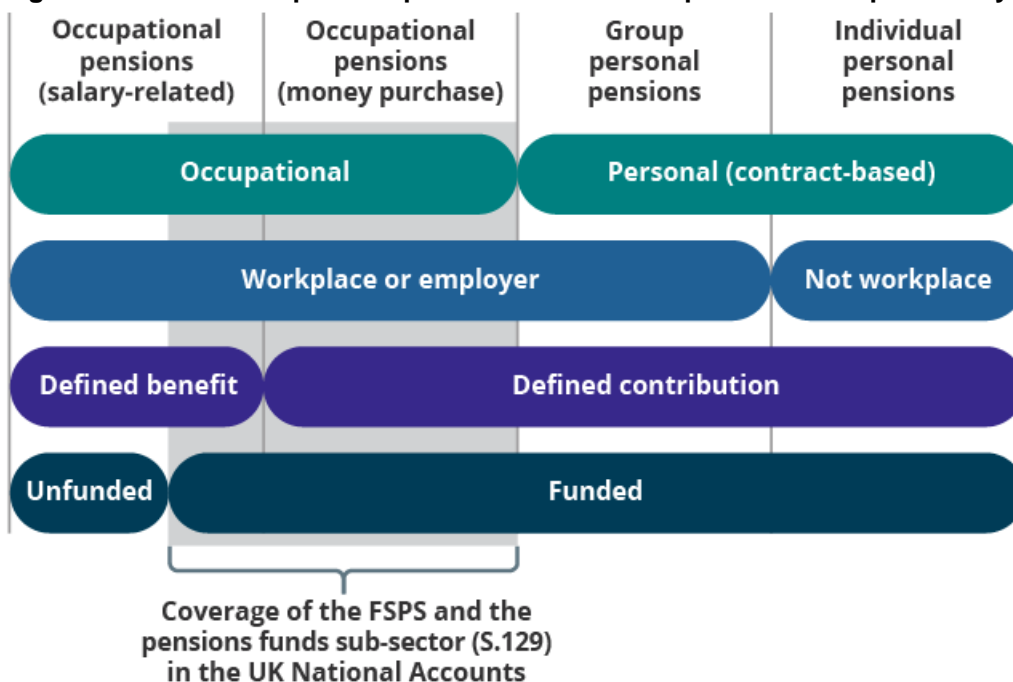 Occupational
pensions
(salary-related)
Occupational
pensions
(money purchase)
Group
personal
pensions
Individual
personal
pensions
Occupational
Personal (contract-based)
Workplace or employer
Not workplace
Defined benefit
Defined contribution
Unfunded
Funded
Coverage of the FSPS and the
pensions funds sub-sector (S.129)
in the UK National Accounts